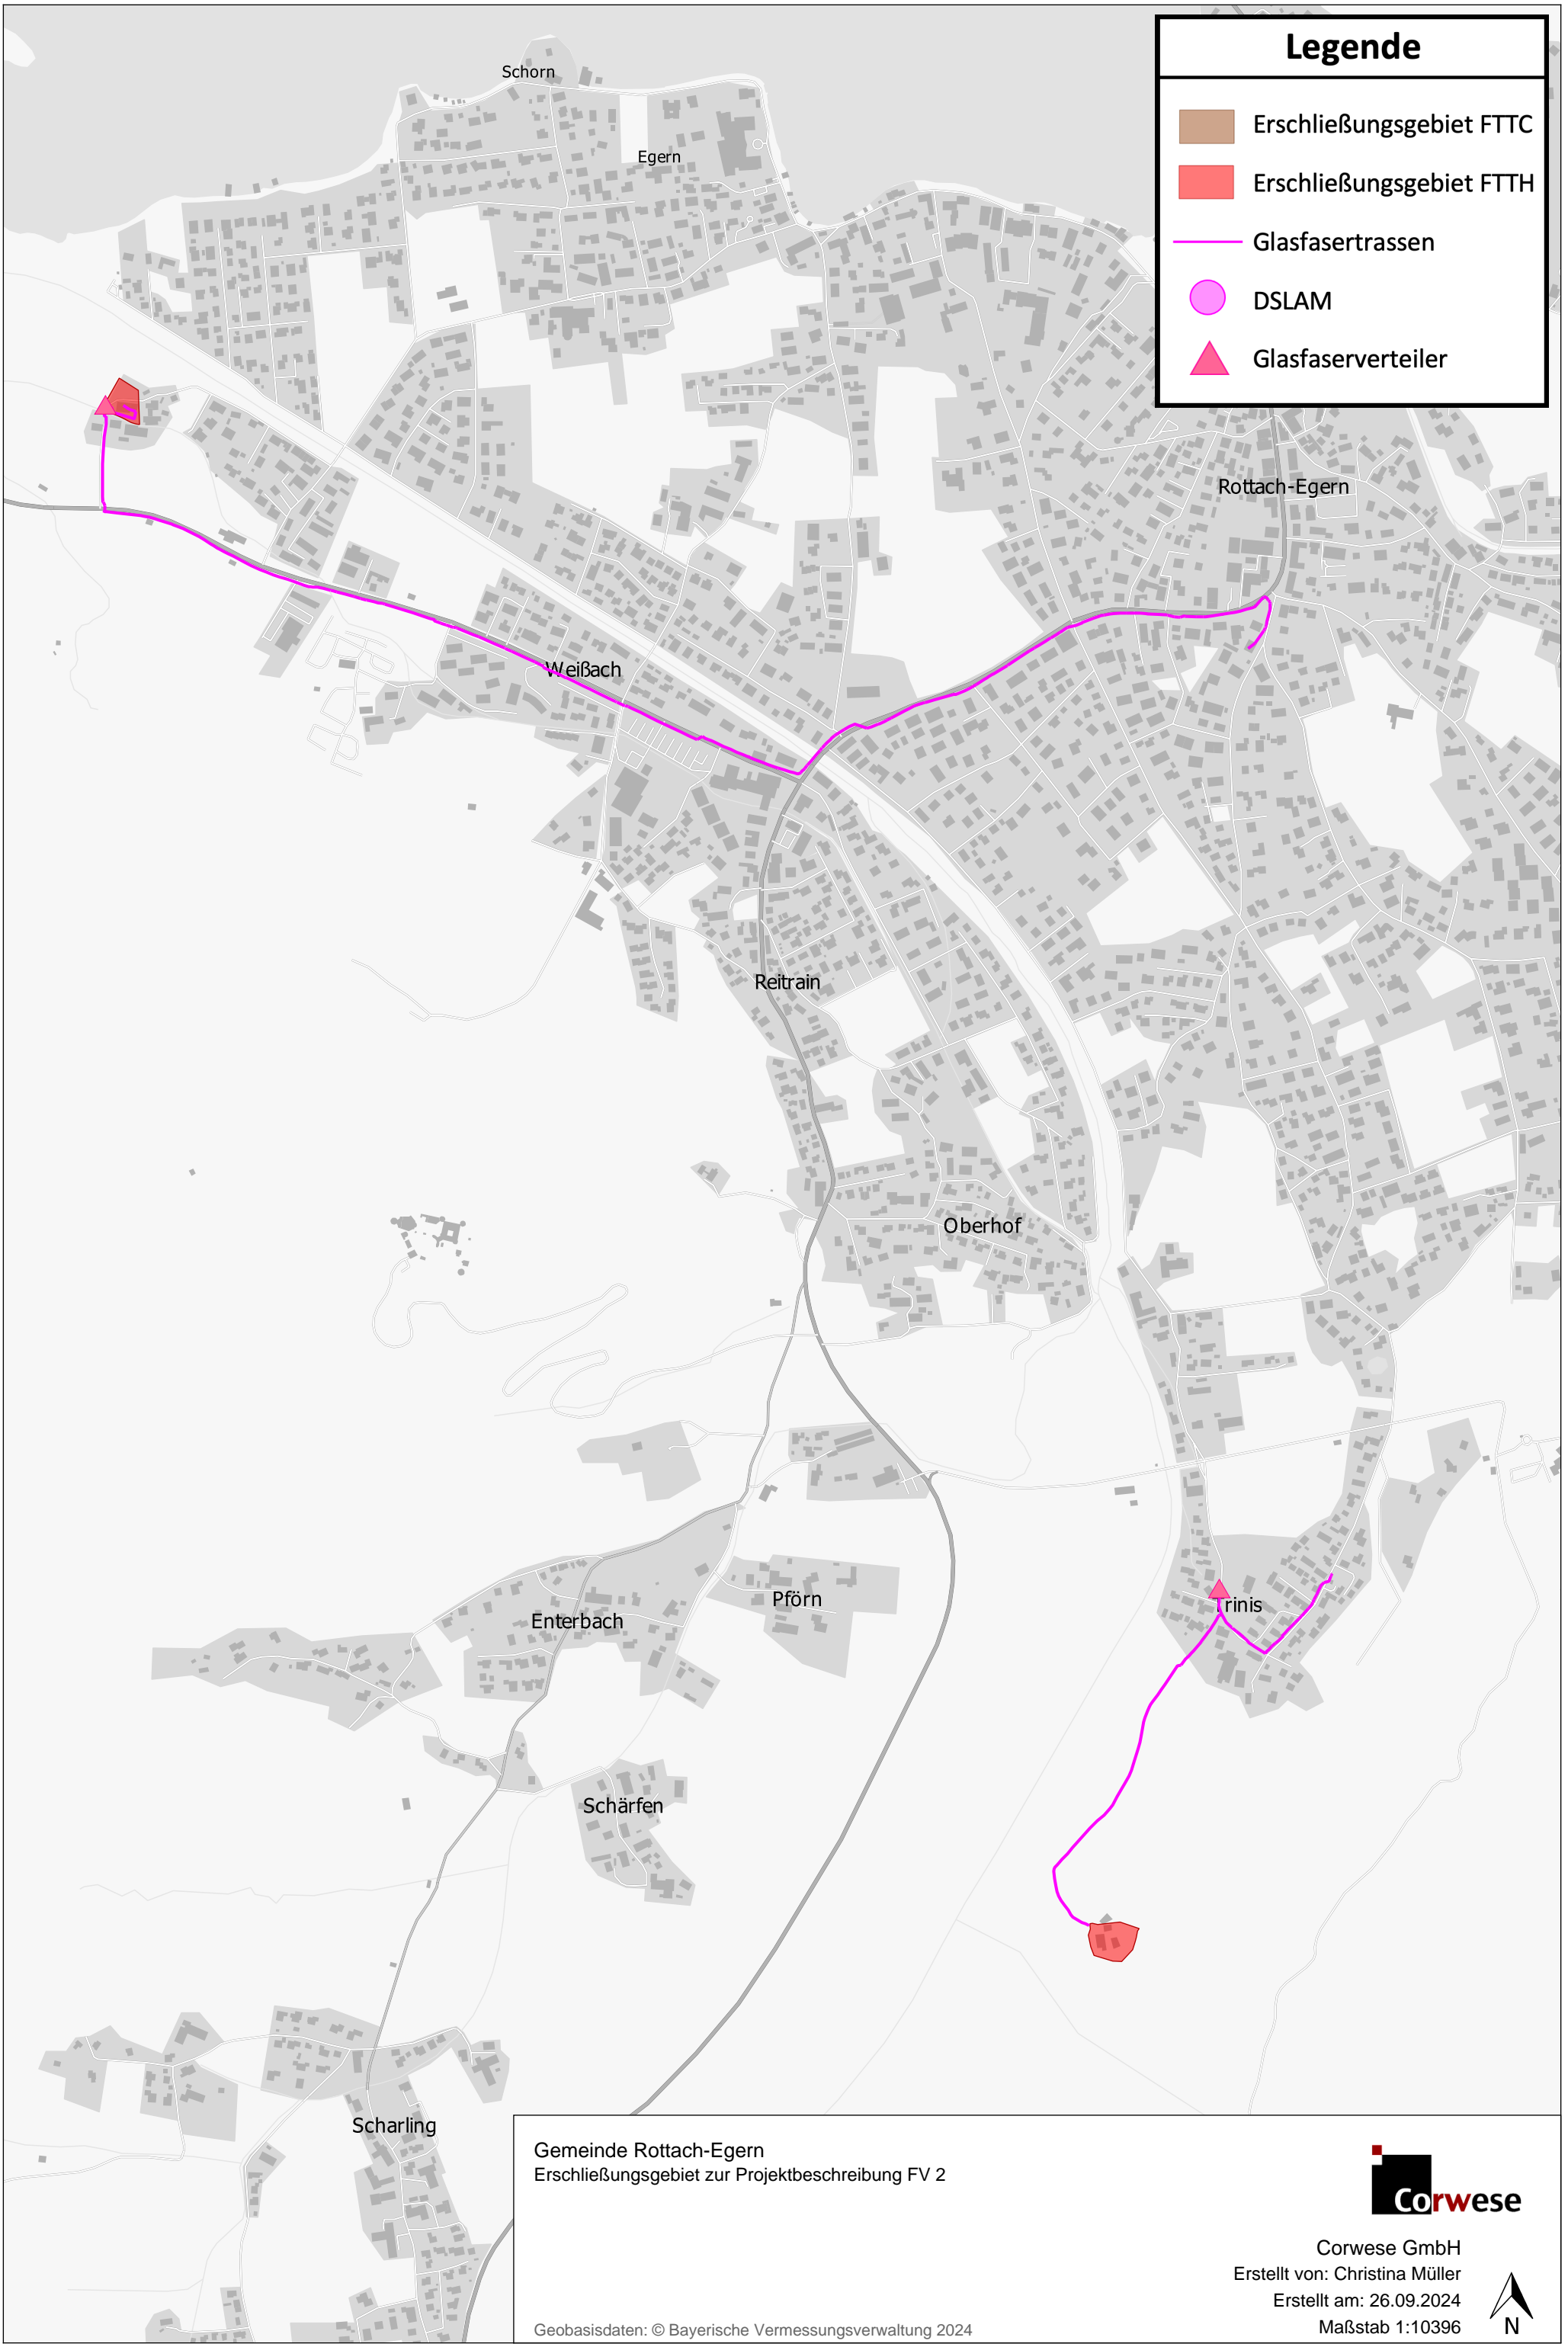 Legende
Erschließungsgebiet FTTC
Erschließungsgebiet FTTH
Glasfasertrassen
DSLAM
Glasfaserverteiler
Schorn
Egern
Rottach-Egern
Weißach
Reitrain
Oberhof
Trinis
Pförn
Enterbach
Schärfen
Scharling
Gemeinde Rottach-Egern
Erschließungsgebiet zur Projektbeschreibung FV 2
Corwese
Corwese GmbH
Erstellt von: Christina Müller
Erstellt am: 26.09.2024
Maßstab 1:10396
N
Geobasisdaten: © Bayerische Vermessungsverwaltung 2024